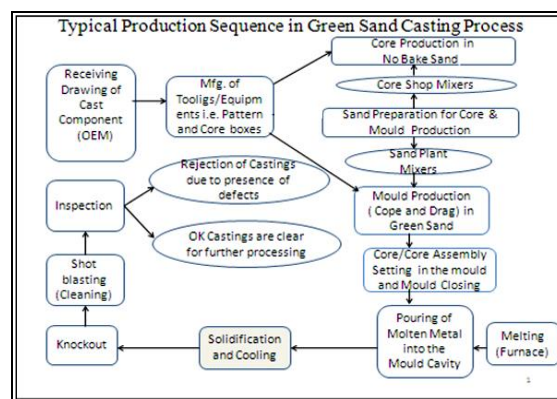 Typical Production Sequence in Green Sand Casting Process
Receiving
Drawing of
Cast
Component
(OEM)
Mfg. of
Tooligs/Equipm
ents i.e. Pattern
and Core boxes
Core Production in
No Bake Sand
Core Shop Mixers
Sand Preparation for Core &
Mould Production
Sand Plant
Mixers
Rejection of Castings
due to presence of
defects
Inspection
OK Castings are clear
for further processing
Mould Production
(Cope and Drag) in
Green Sand
Core/Core Assembly
Setting in the mould
and Mould Closing
Shot
blasting
(Cleaning)
Knockout
Solidification
and Cooling
Pouring of
Molten Metal
into the
Mould Cavity
Melting
(Furnace)
1